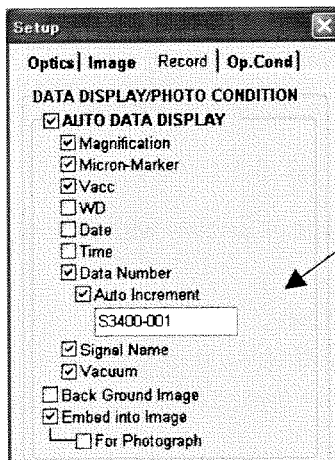 Setup
Optics Image Record Op.Cond
DATA DISPLAY/PHOTO CONDITION
AUTO DATA DISPLAY
Magnification
Micron-Marker
Vacc
WD
Date
Time
Data Number
Auto Increment
S3400-001
Signal Name
Vacuum
Back Ground Image
Embed into Image
For Photograph